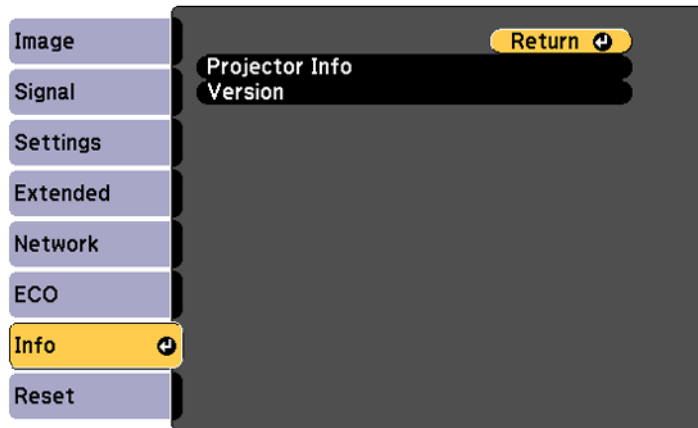 Image
Signal
Settings
Extended
Network
ECO
Info
Reset
Return
Projector Info
Version